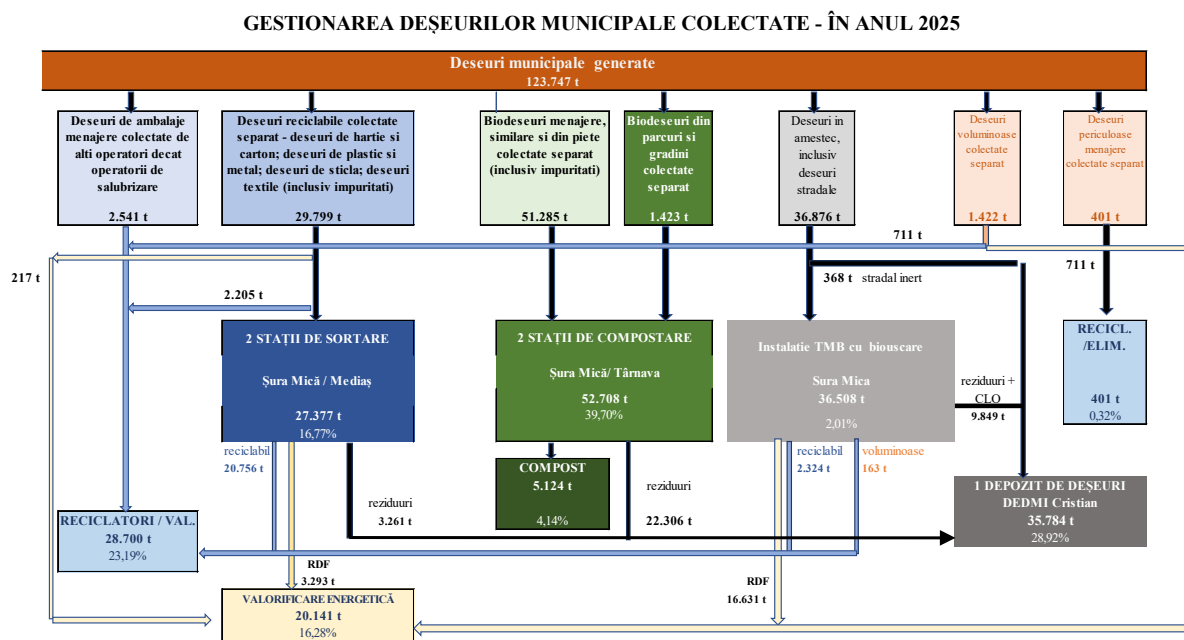 GESTIONAREA DEȘEURILOR MUNICIPALE COLECTATE - ÎN ANUL 2025
Deseuri municipale generate
123.747 t
Deseuri de ambalaje
menajere colectate de
alti operatori decat
operatorii de
salubrizare
2.541 t
Deseuri reciclabile colectate
separat - deseuri de hartie si
carton; deseuri de plastic si
metal; deseuri de sticla; deseuri
textile (inclusiv impuritati)
29.799 t
Biodeseuri menajere,
similare si din piete
colectate separat
(inclusiv impuritati)
51.285 t
Biodeseuri din
parcuri si
gradini
colectate
separat
1.423 t
Deseuri in
amestec,
inclusiv
deseuri
stradale
36.876 t
Deseuri
voluminoase
colectate
separat
1.422 t
Deseuri
periculoase
menajere
colectate separat
401 t
711 t
217 t
711 t
368 t stradal inert
2.205 t
2 STAȚII DE SORTARE
Șura Mică / Mediaș
27.377 t
16,77%
2 STAȚII DE COMPOSTARE
Șura Mică/ Târnava
52.708 t
39,70%
Instalatie TMB cu biouscare
Sura Mica
36.508 t
2,01%
RECICL.
/ELIM.
401 t
0,32%
reziduuri +
CLO
9.849 t
reciclabil
20.756 t
reciclabil
2.324 t
voluminoase
163 t
COMPOST
5.124 t
4,14%
reziduuri
22.306 t
reziduuri
3.261 t
1 DEPOZIT DE DEȘEURI
DEDMI Cristian
35.784 t
28,92%
RECICLATORI / VAL.
28.700 t
23,19%
RDF
3.293 t
RDF
16.631 t
VALORIFICARE ENERGETICĂ
20.141 t
16,28%